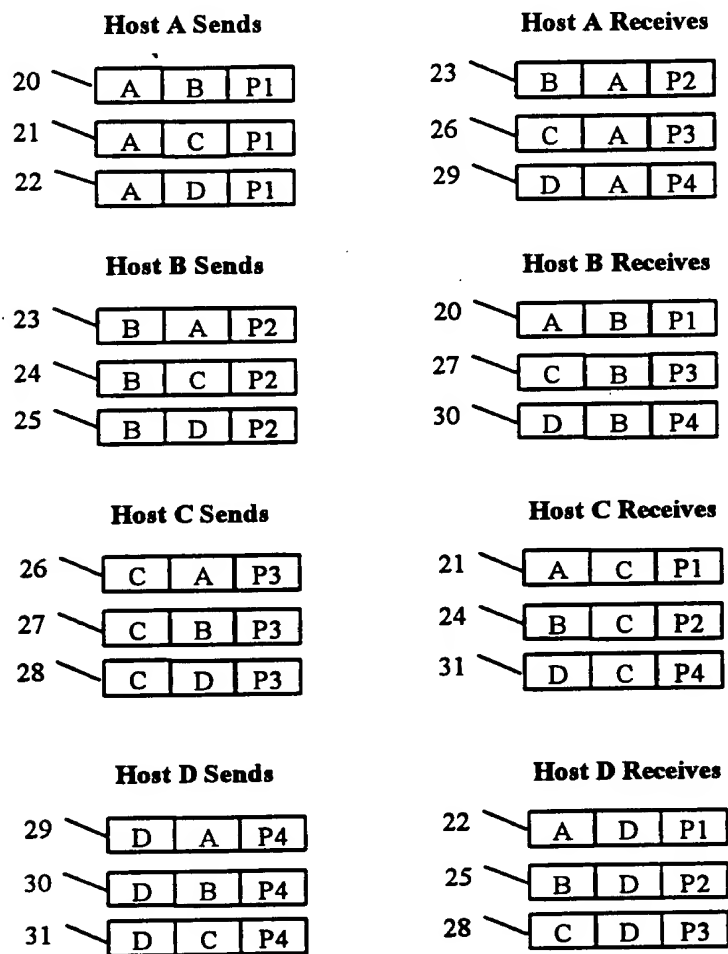 Host A Sends
20 A B P1
21 A C P1
22 A D P1
Host A Receives
23 B A P2
26 C A P3
29 D A P4
Host B Sends
23 B A P2
24 B C P2
25 B D P2
Host B Receives
20 A B P1
27 C B P3
30 D B P4
Host C Sends
26 C A P3
27 C B P3
28 C D P3
Host C Receives
21 A C P1
24 B C P2
31 D C P4
Host D Sends
29 D A P4
30 D B P4
31 D C P4
Host D Receives
22 A D P1
25 B D P2
28 C D P3